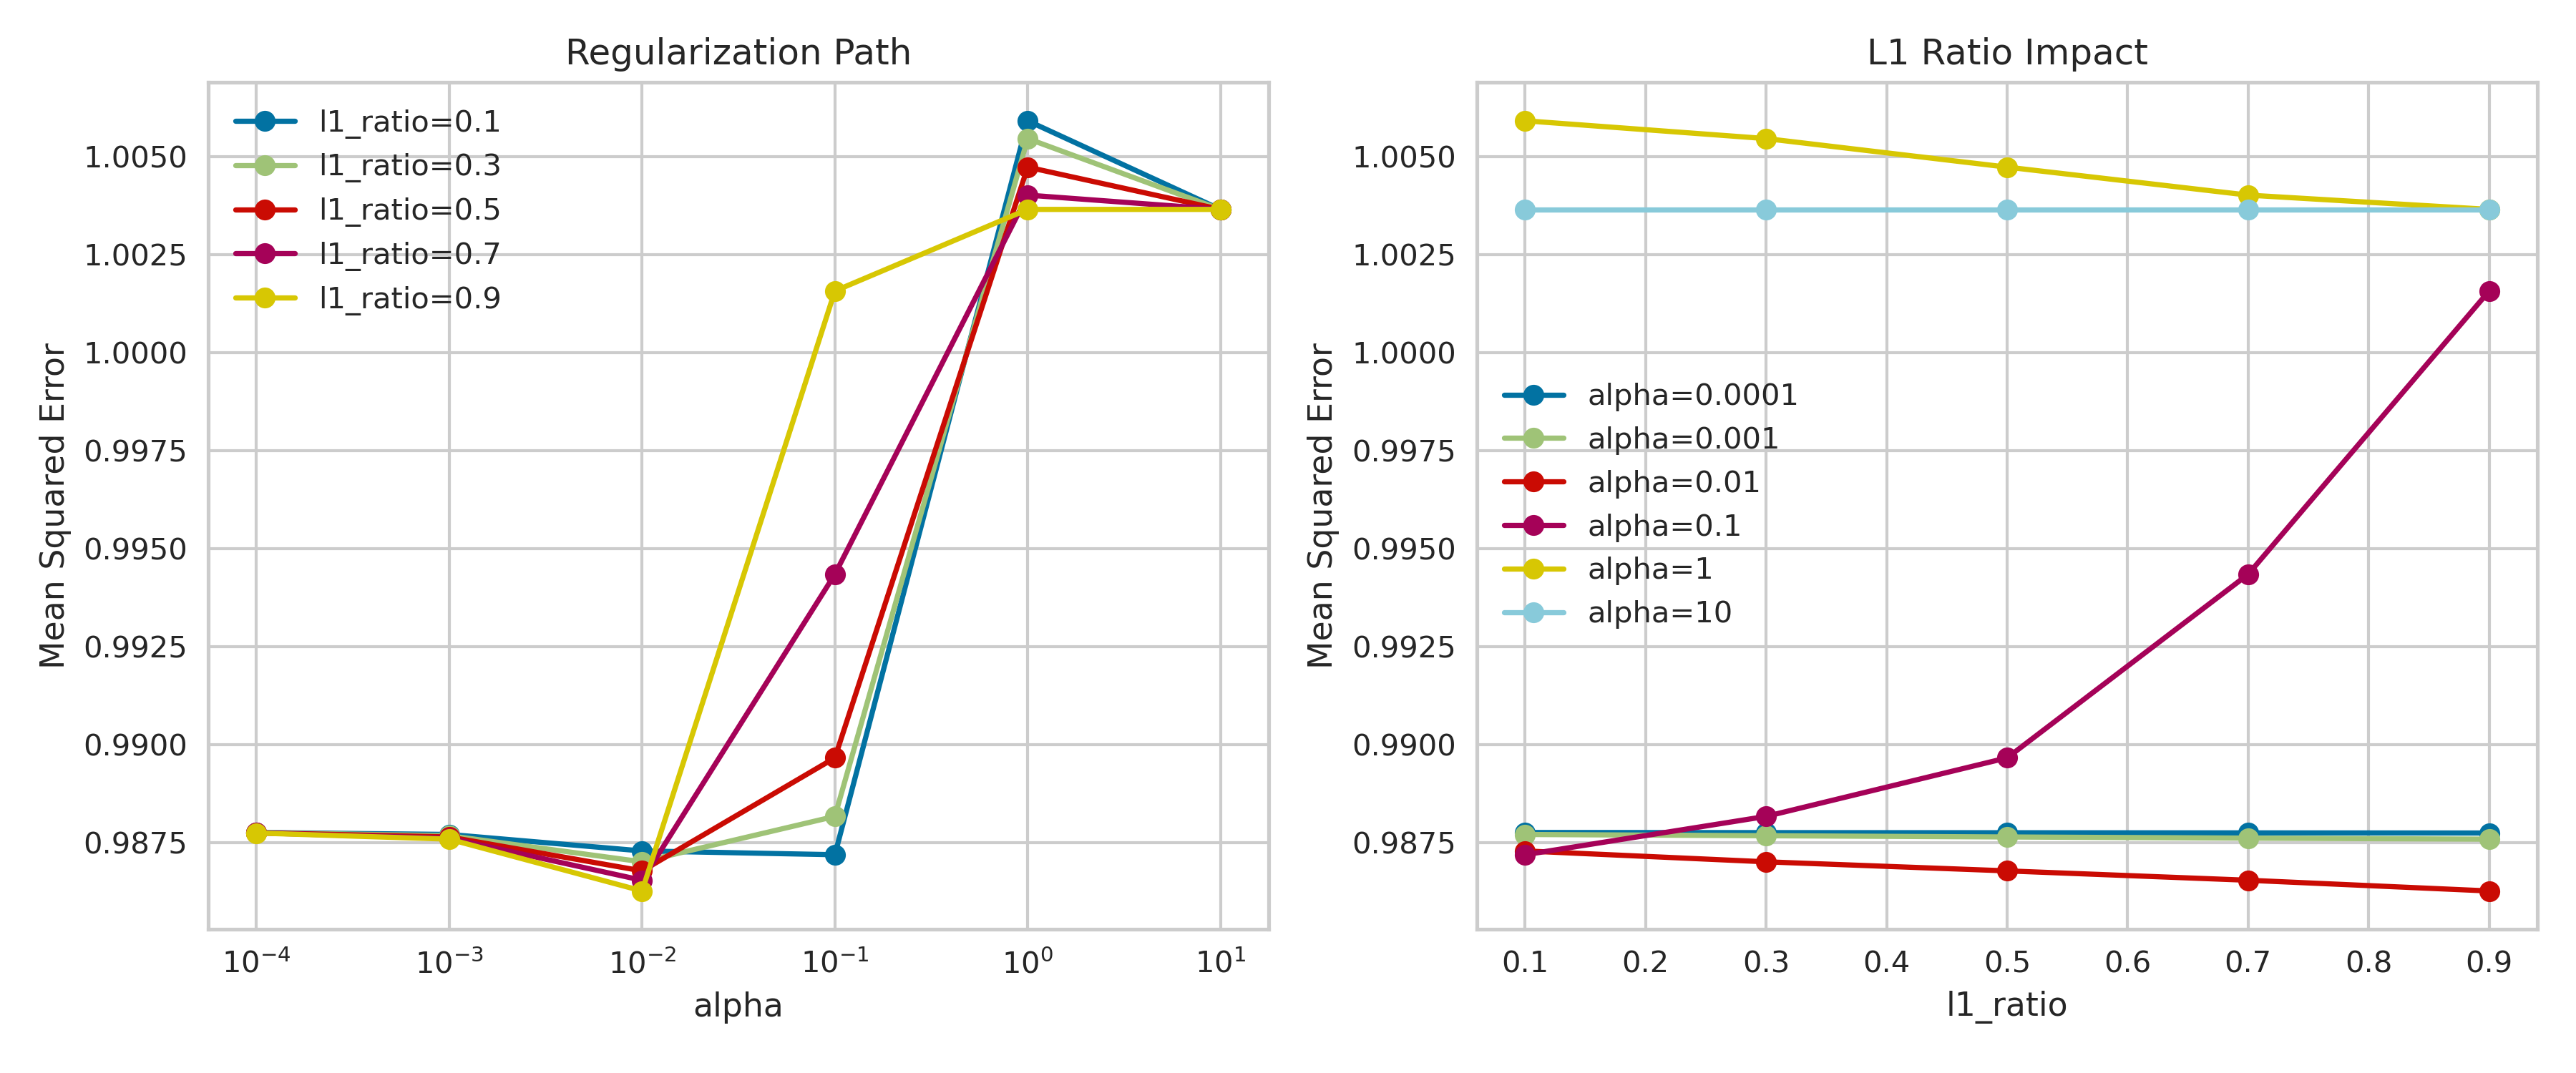 Regularization Path
l1_ratio=0.1
l1_ratio=0.3
l1_ratio=0.5
l1_ratio=0.7
l1_ratio=0.9
1.0050
1.0025
1.0000
0.9975
0.9950
0.9925
0.9900
0.9875
Mean Squared Error
10⁻⁴ 10⁻³ 10⁻² 10⁻¹ 10⁰ 10¹
alpha
L1 Ratio Impact
1.0050
1.0025
1.0000
0.9975
0.9950
0.9925
0.9900
0.9875
Mean Squared Error
alpha=0.0001
alpha=0.001
alpha=0.01
alpha=0.1
alpha=1
alpha=10
0.1 0.2 0.3 0.4 0.5 0.6 0.7 0.8 0.9
l1_ratio